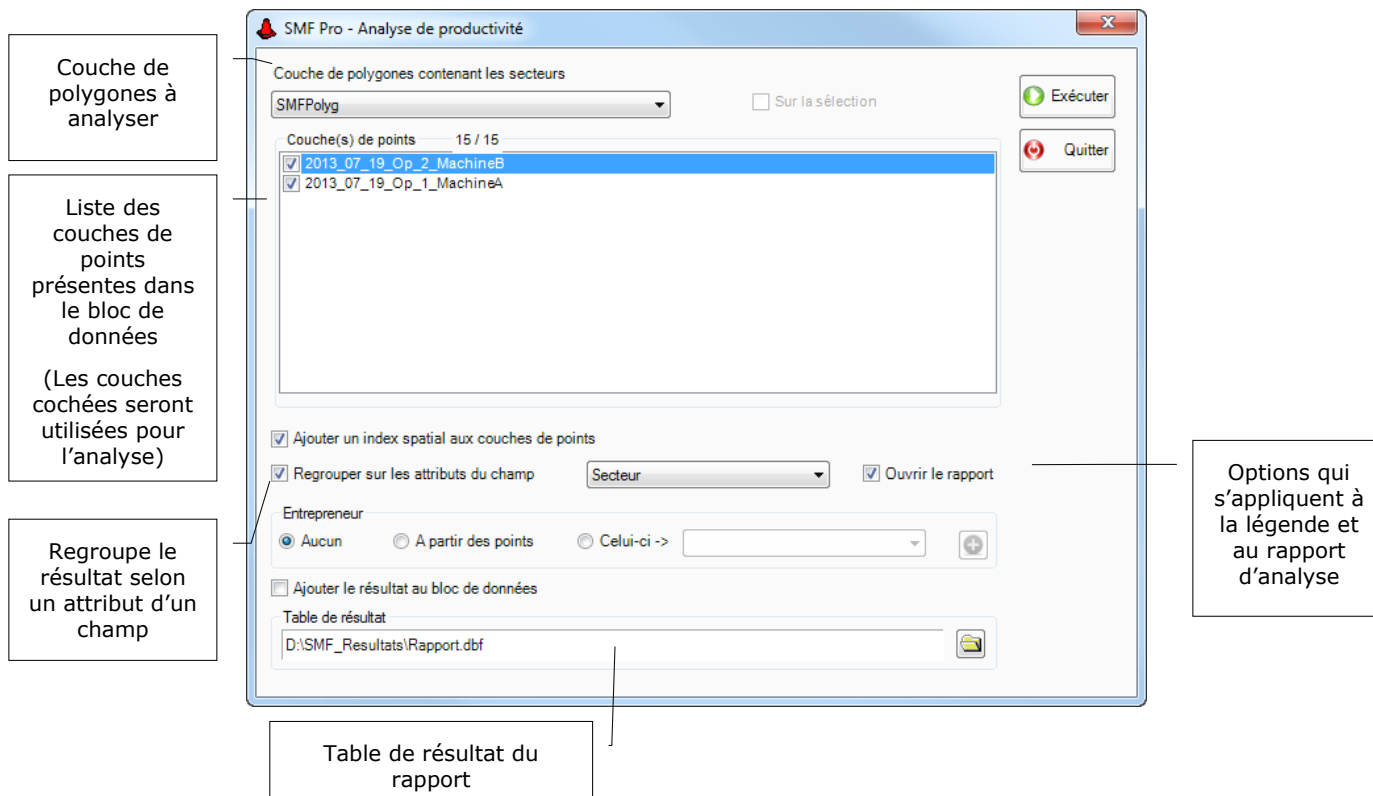 SMF Pro - Analyse de productivité
Couche de
polygones à
analyser
Couche de polygones contenant les secteurs
SMFPolyg
Sur la sélection
Exécuter
Quitter
Couche(s) de points 15 / 15
2013_07_19_Op_2_MachineB
2013_07_19_Op_1_MachineA
Liste des
couches de
points
présentes dans
le bloc de
données
(Les couches
cochées seront
utilisées pour
l’analyse)
Ajouter un index spatial aux couches de points
Regrouper sur les attributs du champ
Secteur
Ouvrir le rapport
Options qui
s’appliquent à
la légende et
au rapport
d’analyse
Regroupe le
résultat selon
un attribut d’un
champ
Entrepreneur
Aucun
A partir des points
Celui-ci ->
Ajouter le résultat au bloc de données
Table de résultat
D:\SMF_Resultats\Rapport.dbf
Table de résultat du
rapport